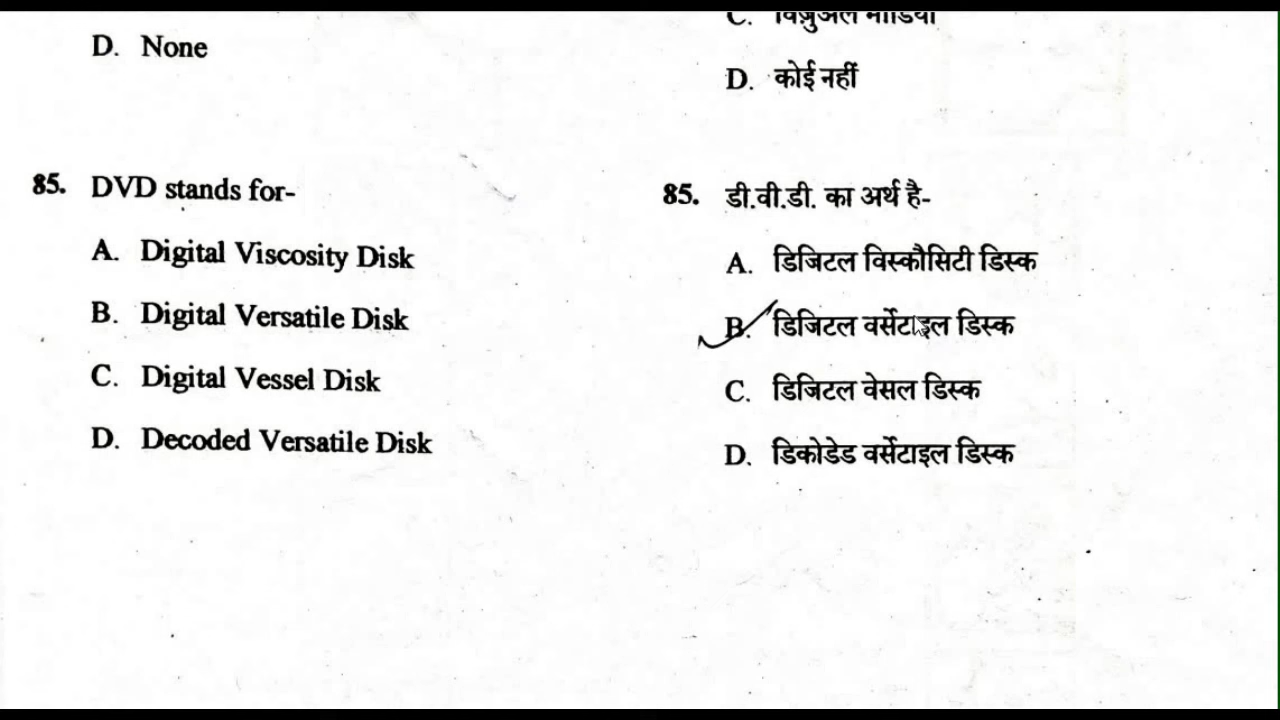 D. None
85. DVD stands for-
A. Digital Viscosity Disk
B. Digital Versatile Disk
C. Digital Vessel Disk
D. Decoded Versatile Disk
C. विज़ुअल मीडिया
D. कोई नहीं
85. डी.वी.डी. का अर्थ है-
A. डिजिटल विस्कौसिटी डिस्क
B. डिजिटल वर्सेटाइल डिस्क
C. डिजिटल वेसल डिस्क
D. डिकोडेड वर्सेटाइल डिस्क